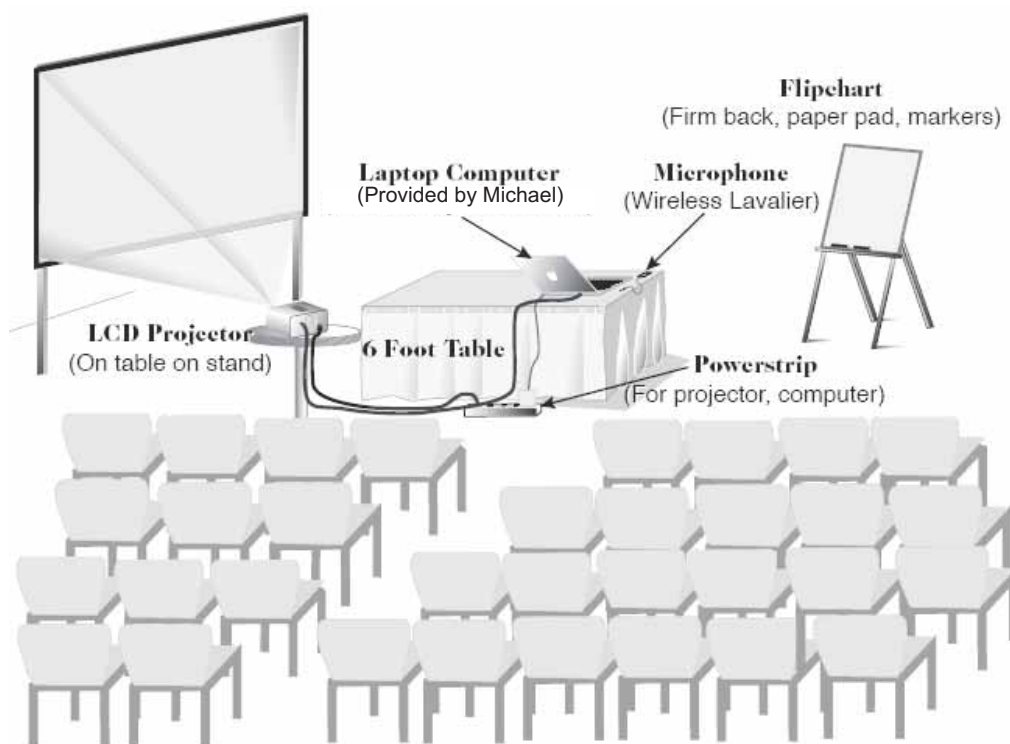 Flipchart
(Firm back, paper pad, markers)
Laptop Computer
(Provided by Michael)
Microphone
(Wireless Lavalier)
LCD Projector
(On table on stand)
6 Foot Table
Powerstrip
(For projector, computer)